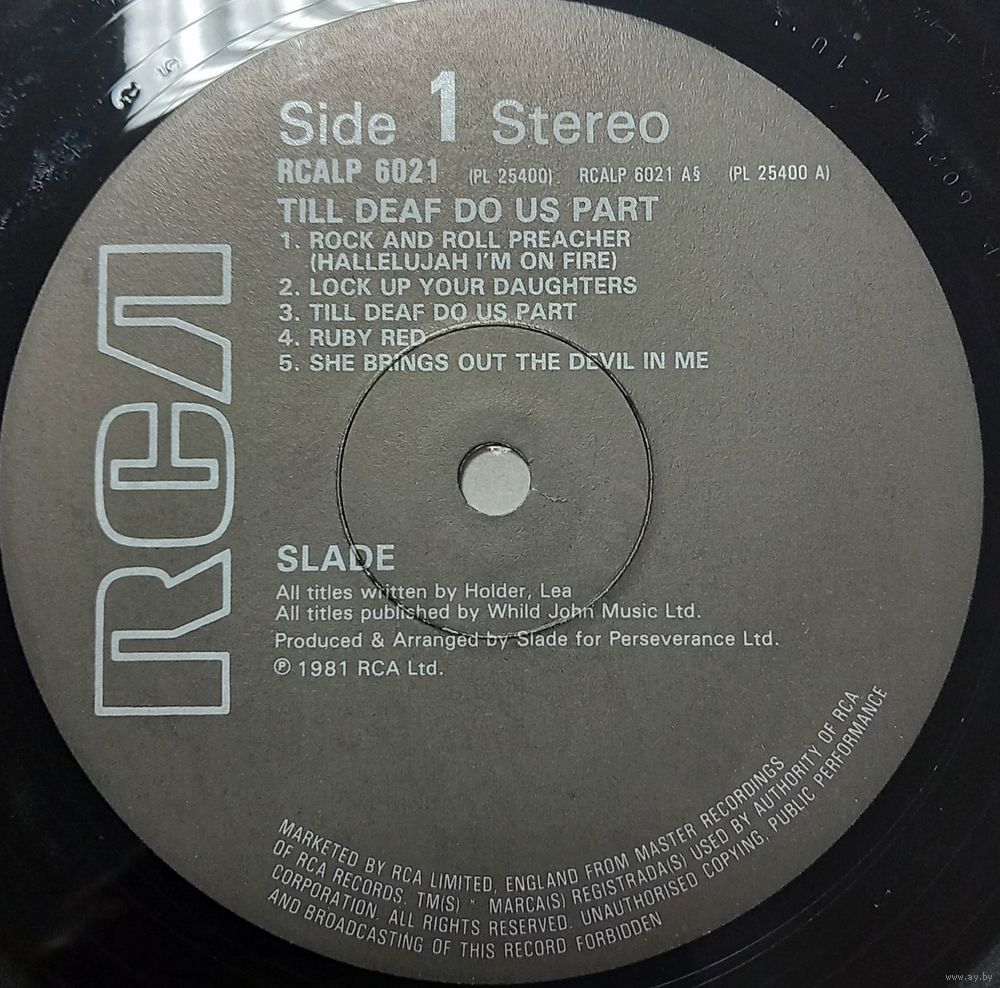 Side 1 Stereo
RCALP 6021 (PL 25400) RCALP 6021 A§ (PL 25400 A)
TILL DEAF DO US PART
1. ROCK AND ROLL PREACHER
(HALLELUJAH I'M ON FIRE)
2. LOCK UP YOUR DAUGHTERS
3. TILL DEAF DO US PART
4. RUBY RED
5. SHE BRINGS OUT THE DEVIL IN ME
RCA
SLADE
All titles written by Holder, Lea
All titles published by Whild John Music Ltd.
Produced & Arranged by Slade for Perseverance Ltd.
℗ 1981 RCA Ltd.
MARKETED BY RCA LIMITED, ENGLAND FROM MASTER RECORDINGS
OF RCA RECORDS. TM(S) * MARCA(S) REGISTRADA(S) USED BY AUTHORITY OF RCA
CORPORATION. ALL RIGHTS RESERVED. UNAUTHORISED COPYING, PUBLIC PERFORMANCE
AND BROADCASTING OF THIS RECORD FORBIDDEN
www.ay.by